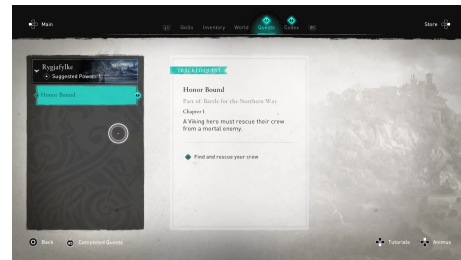 Main
Skills Inventory World Quests Codex
Store
Rygjafylke
Suggested Power: 1
Honor Bound
TRACKED QUEST
Honor Bound
Part of: Battle for the Northern Way
Chapter 1
A Viking hero must rescue their crew
from a mortal enemy.
Find and rescue your crew
Back
Completed Quests
Tutorials
Animus